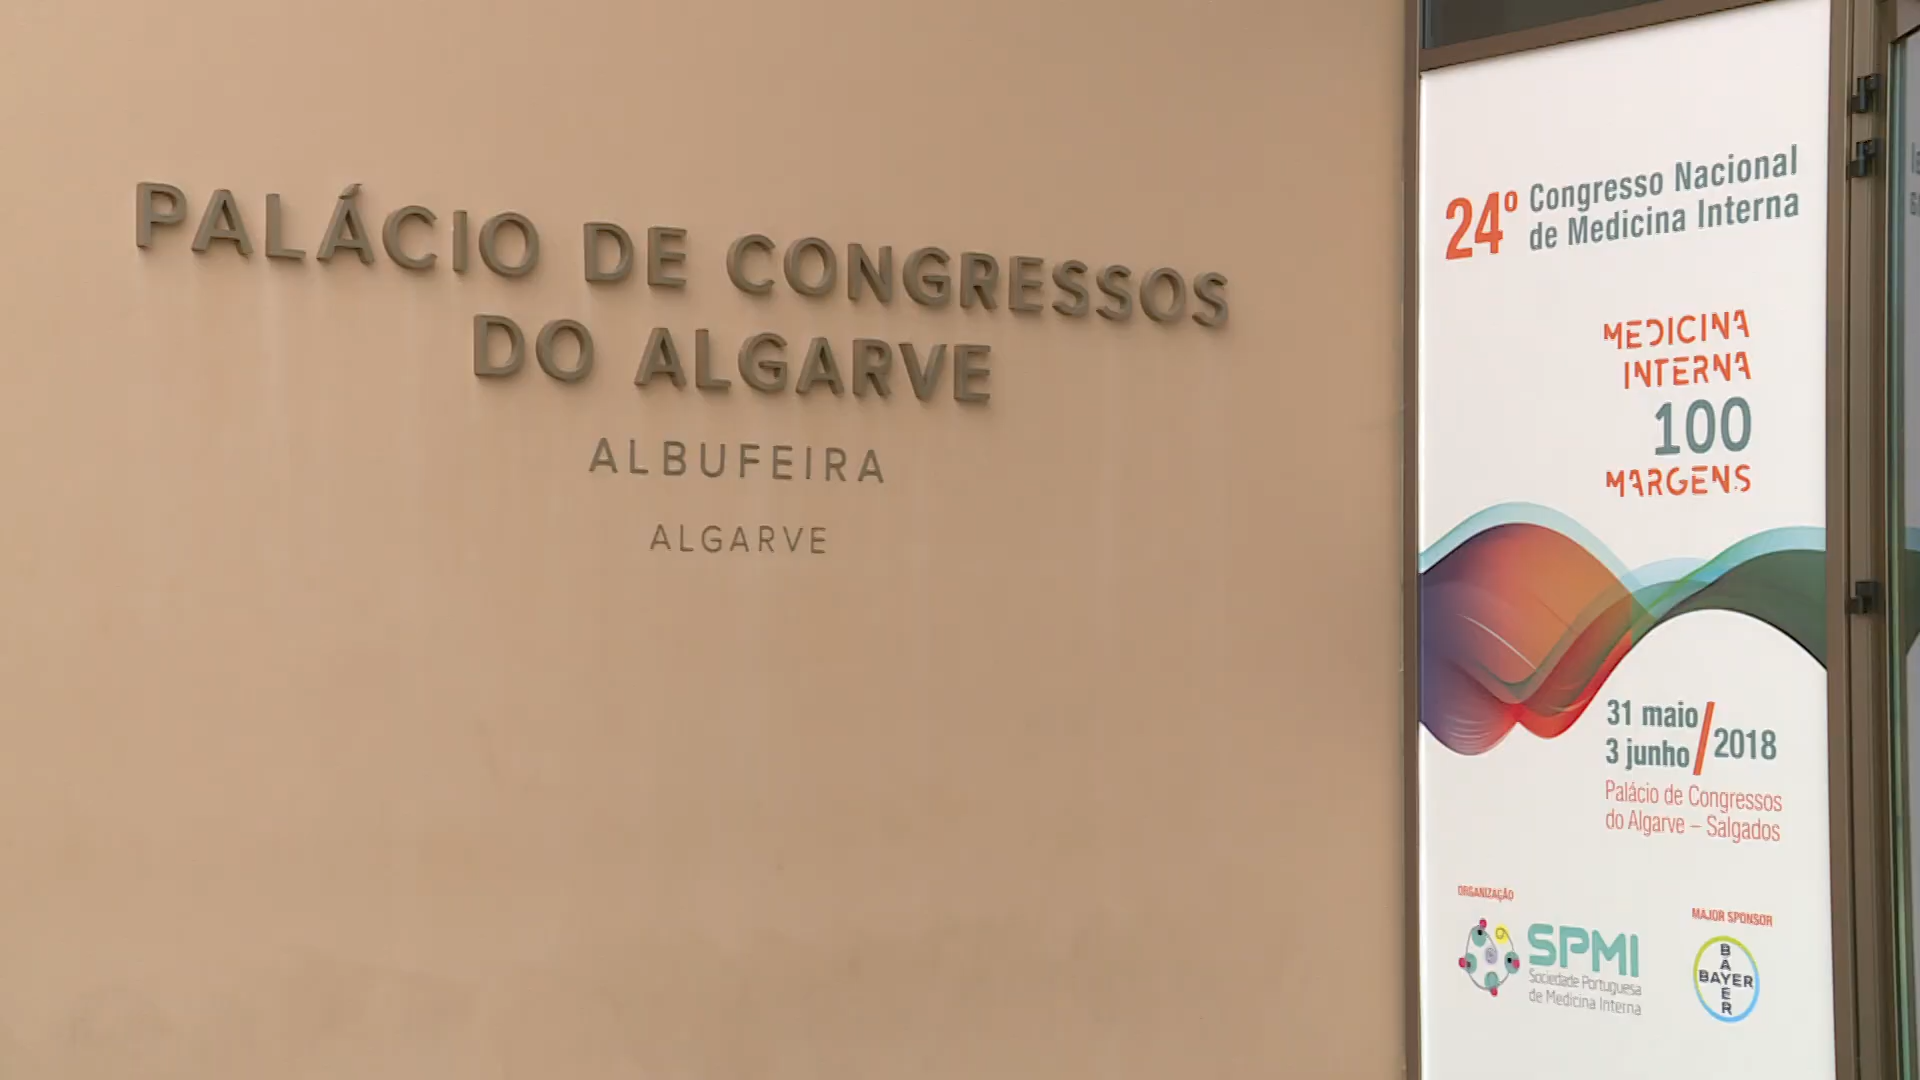 PALÁCIO DE CONGRESSOS
DO ALGARVE
ALBUFEIRA
ALGARVE
24º Congresso Nacional
de Medicina Interna
MEDICINA
INTERNA
100
MARGENS
31 maio/
3 junho
2018
Palácio de Congressos
do Algarve – Salgados
ORGANIZAÇÃO
SPMI
Sociedade Portuguesa
de Medicina Interna
MAJOR SPONSOR
BAYER
BAYER